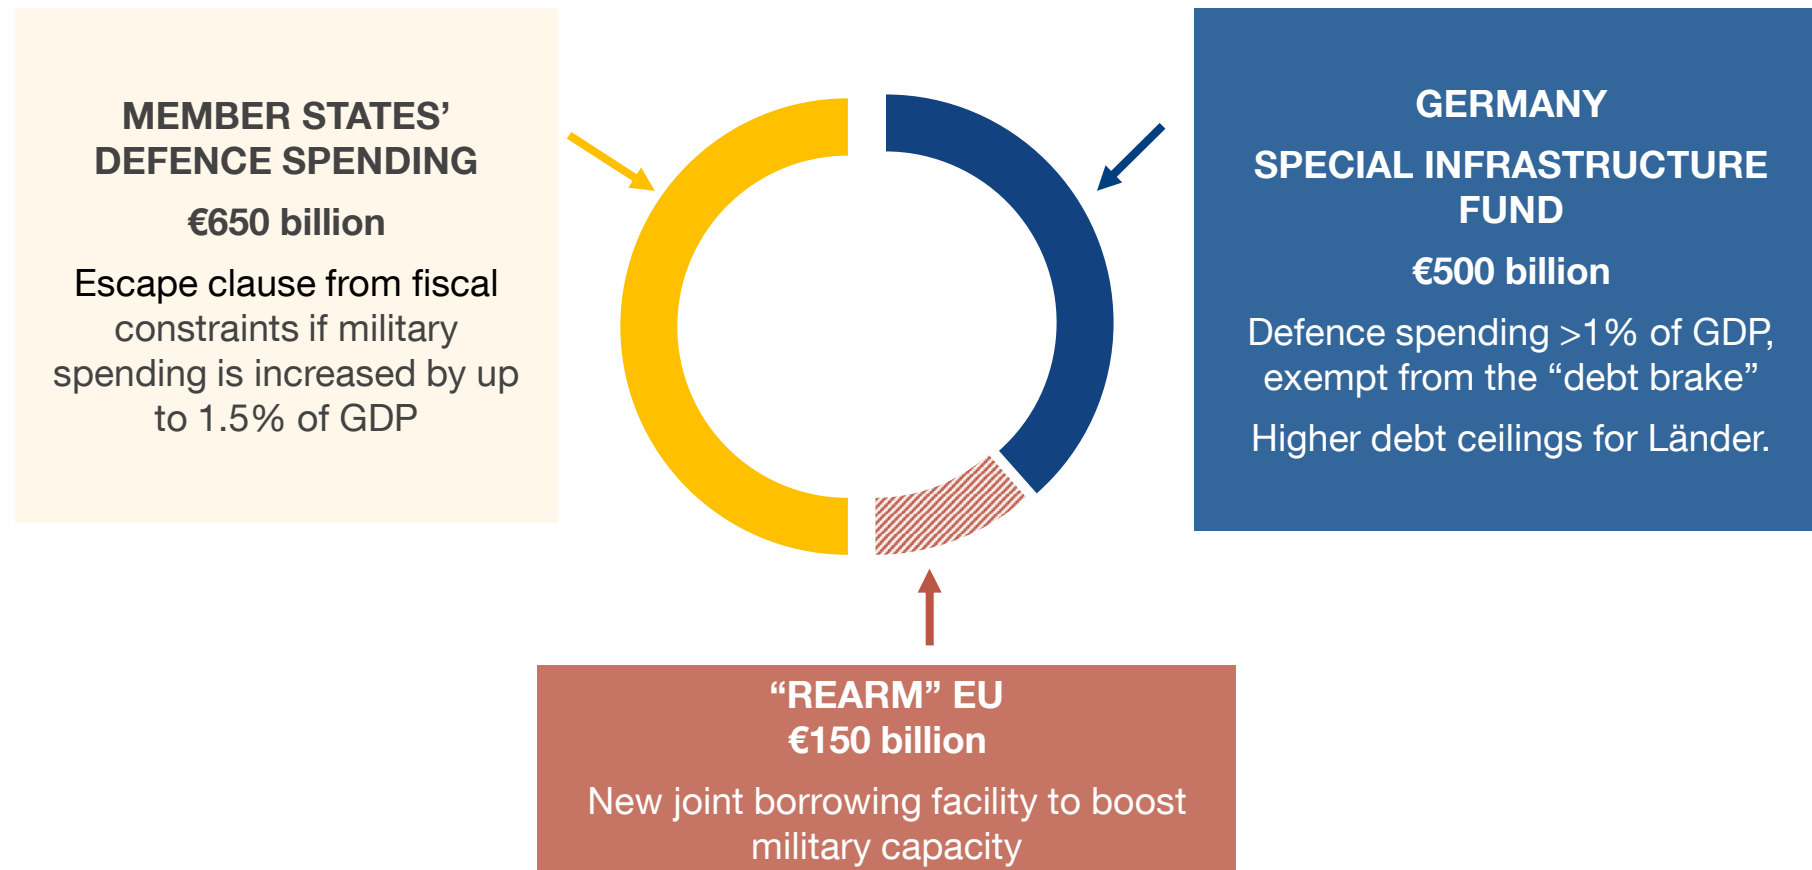 MEMBER STATES’
DEFENCE SPENDING
€650 billion
Escape clause from fiscal
constraints if military
spending is increased by up
to 1.5% of GDP
GERMANY
SPECIAL INFRASTRUCTURE
FUND
€500 billion
Defence spending >1% of GDP,
exempt from the “debt brake”
Higher debt ceilings for Länder.
“REARM” EU
€150 billion
New joint borrowing facility to boost
military capacity